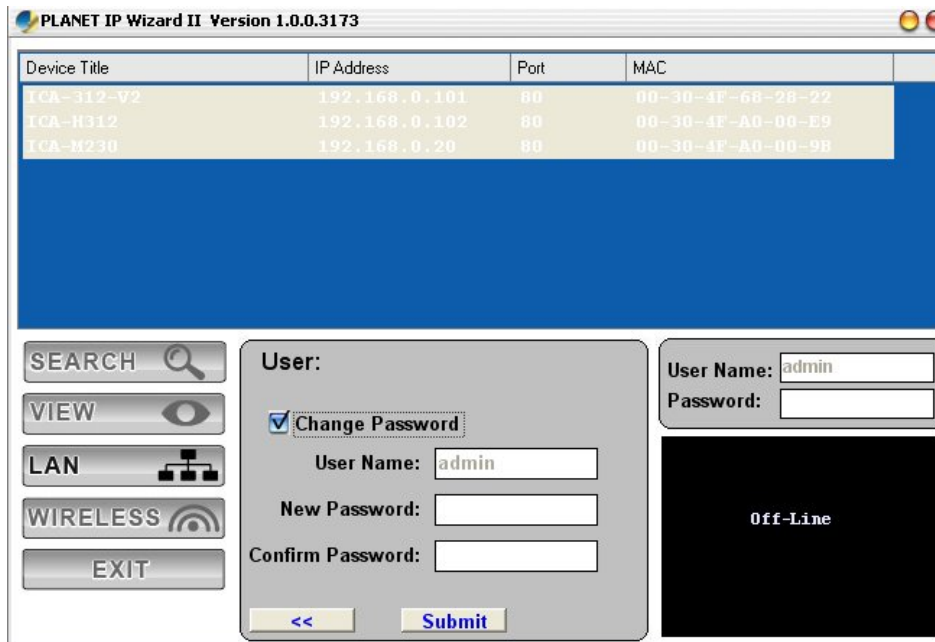 PLANET IP Wizard II Version 1.0.0.3173
Device Title IP Address Port MAC
ICA-312-V2 192.168.0.101 80 00-30-4F-68-28-22
ICA-H312 192.168.0.102 80 00-30-4F-A0-00-E9
ICA-M230 192.168.0.20 80 00-30-4F-A0-00-9B
SEARCH
VIEW
LAN
WIRELESS
EXIT
User:
Change Password
User Name: admin
New Password:
Confirm Password:
<< Submit
User Name: admin
Password:
Off-Line